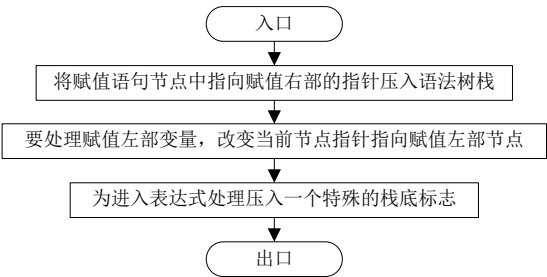 入口
将赋值语句节点中指向赋值右部的指针压入语法树栈
要处理赋值左部变量，改变当前节点指针指向赋值左部节点
为进入表达式处理压入一个特殊的栈底标志
出口